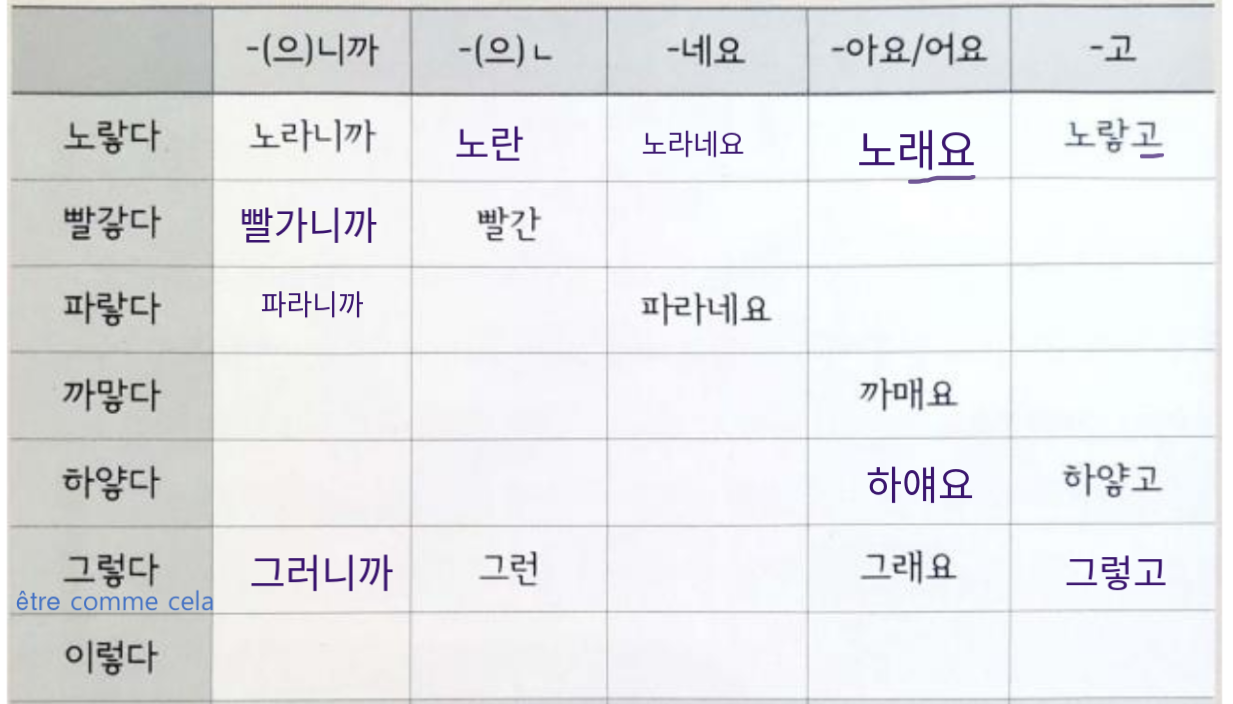 -(으)니까 -(으)ㄴ -네요 -아요/어요 -고
노랗다 노라니까 노란 노라네요 노래요 노랗고
빨갛다 빨가니까 빨간
파랗다 파라니까 파라네요
까맣다 까매요
하얗다 하얘요 하얗고
그렇다 그러니까 그런 그래요 그렇고
être comme cela
이렇다